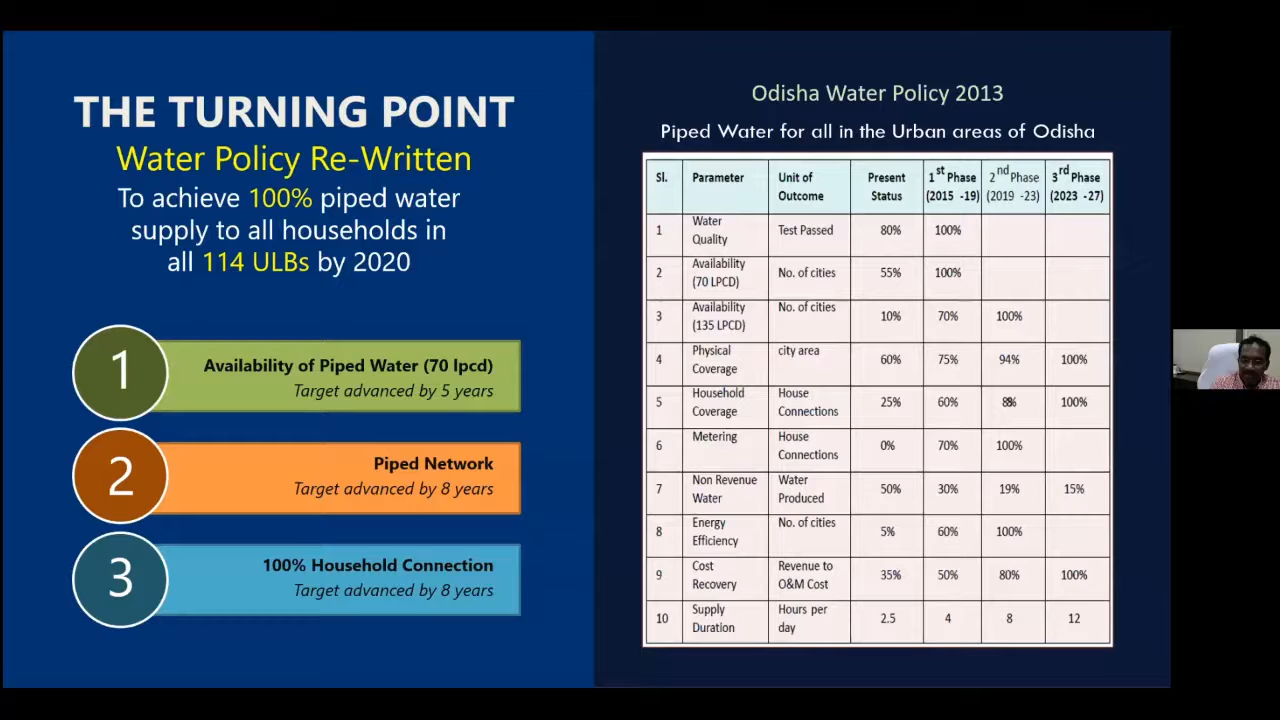 THE TURNING POINT
Water Policy Re-Written
To achieve 100% piped water
supply to all households in
all 114 ULBs by 2020
1
Availability of Piped Water (70 lpcd)
Target advanced by 5 years
2
Piped Network
Target advanced by 8 years
3
100% Household Connection
Target advanced by 8 years
Odisha Water Policy 2013
Piped Water for all in the Urban areas of Odisha
Sl. Parameter Unit of Outcome Present Status 1st Phase (2015 -19) 2nd Phase (2019 -23) 3rd Phase (2023 -27)
1 Water Quality Test Passed 80% 100%
2 Availability (70 LPCD) No. of cities 55% 100%
3 Availability (135 LPCD) No. of cities 10% 70% 100%
4 Physical Coverage city area 60% 75% 94% 100%
5 Household Coverage House Connections 25% 60% 100%
6 Metering House Connections 0% 70% 100%
7 Non Revenue Water Water Produced 50% 30% 19% 15%
8 Energy Efficiency No. of cities 5% 60% 100%
9 Cost Recovery Revenue to O&M Cost 35% 50% 80% 100%
10 Supply Duration Hours per day 2.5 4 8 12